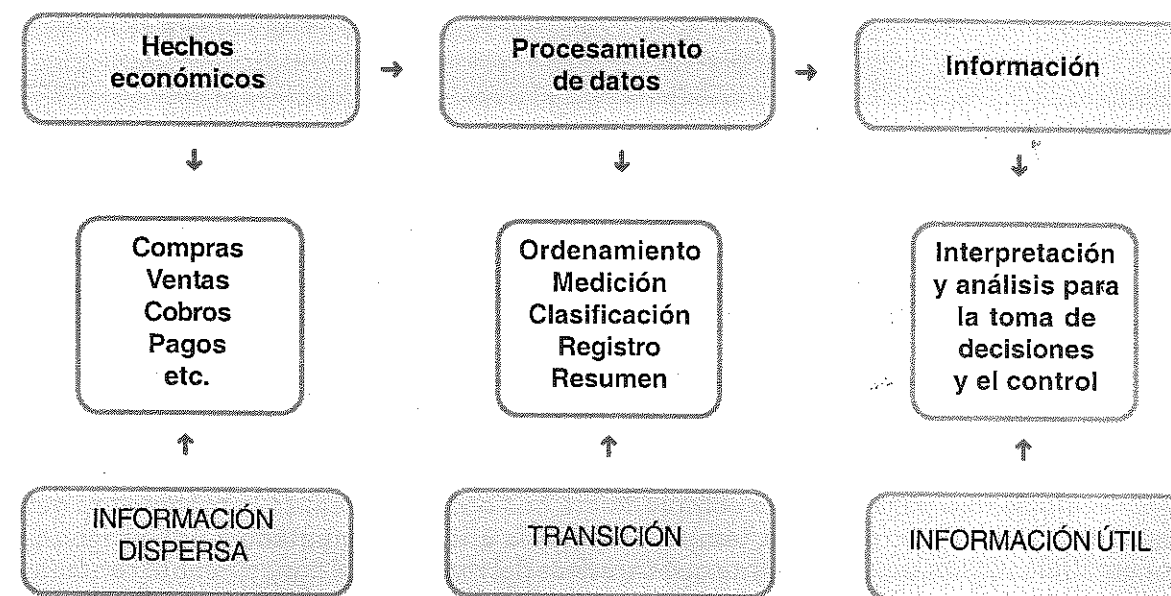 Hechos
económicos
Procesamiento
de datos
Información
Compras
Ventas
Cobros
Pagos
etc.
Ordenamiento
Medición
Clasificación
Registro
Resumen
Interpretación
y análisis para
la toma de
decisiones
y el control
INFORMACIÓN
DISPERSA
TRANSICIÓN
INFORMACIÓN ÚTIL